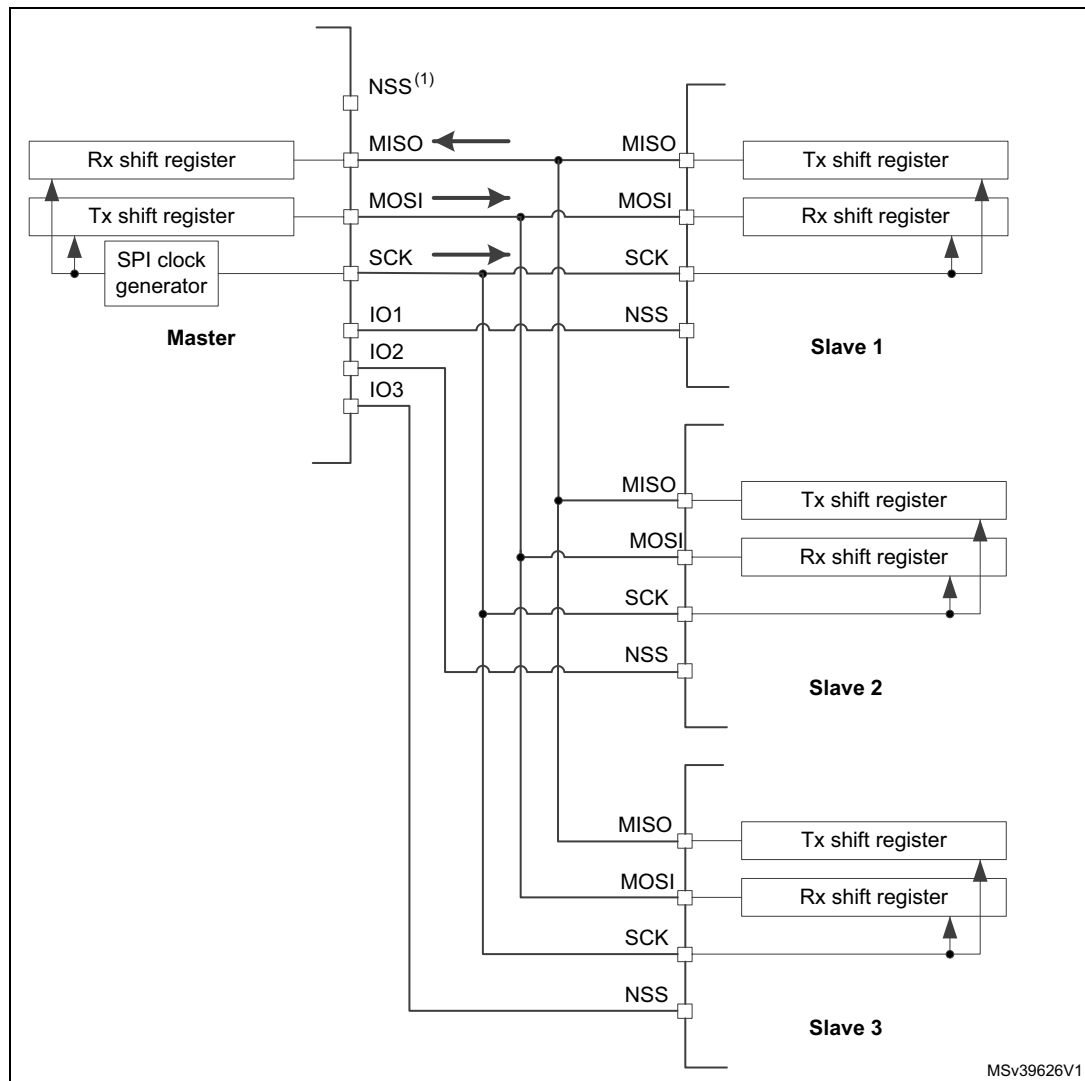 NSS(1)
MISO
MISO
Rx shift register
Tx shift register
MOSI
MOSI
Tx shift register
Rx shift register
SCK
SCK
SPI clock
generator
IO1
NSS
Master
Slave 1
IO2
IO3
MISO
Tx shift register
MOSI
Rx shift register
SCK
NSS
Slave 2
MISO
Tx shift register
MOSI
Rx shift register
SCK
NSS
Slave 3
MSv39626V1